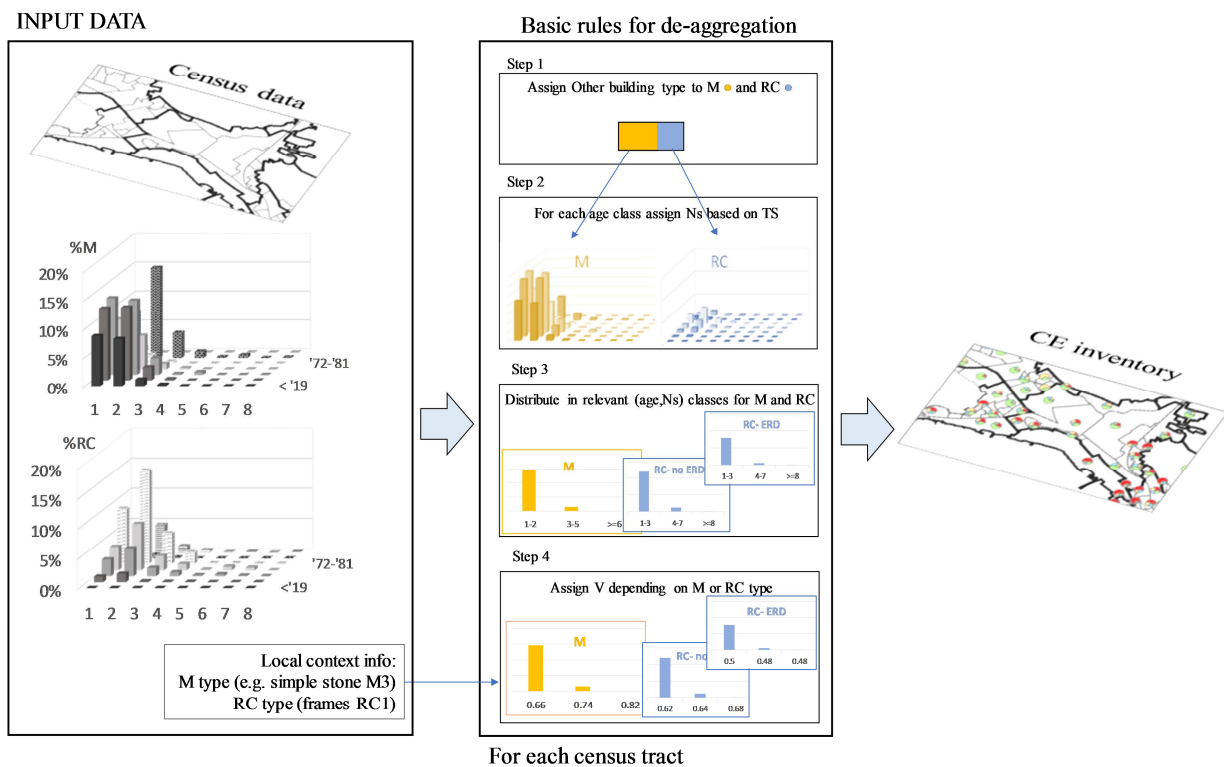 INPUT DATA
Census data
%M
20%
15%
10%
5%
0%
1 2 3 4 5 6 7 8
'72-'81
< '19
%RC
20%
15%
10%
5%
0%
1 2 3 4 5 6 7 8
'72-'81
<'19
Local context info:
M type (e.g. simple stone M3)
RC type (frames RC1)
Basic rules for de-aggregation
Step 1
Assign Other building type to M and RC
Step 2
For each age class assign Ns based on TS
M
RC
Step 3
Distribute in relevant (age,Ns) classes for M and RC
RC- ERD
1-3 4-7 >=8
M
1-2 3-5 >=6
RC- no ERD
1-3 4-7 >=8
Step 4
Assign V depending on M or RC type
RC- ERD
0.5 0.48 0.48
M
0.66 0.74 0.82
RC- no
0.62 0.64 0.68
For each census tract
CE inventory